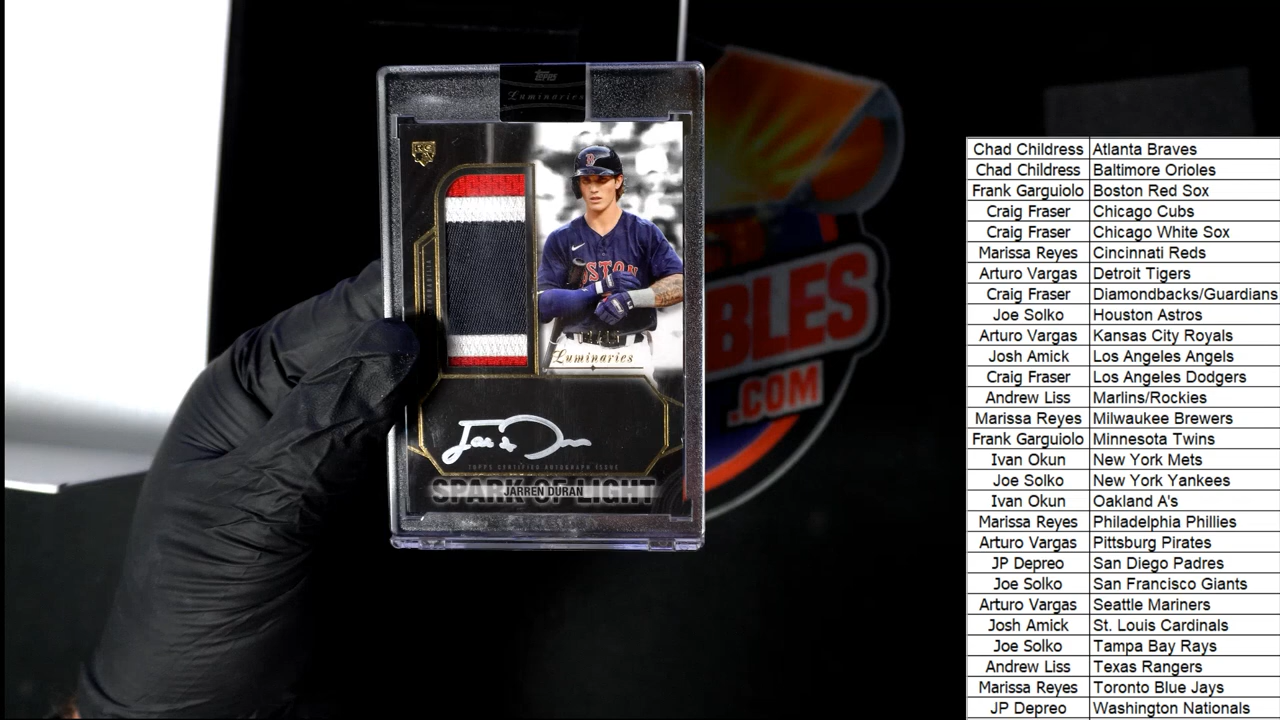 TOPPS
Luminaries
BOSTON
Luminaries
Jarren Duran
TOPPS CERTIFIED AUTOGRAPH ISSUE
SPARK OF LIGHT
JARREN DURAN
BLES
.COM
Chad Childress Atlanta Braves
Chad Childress Baltimore Orioles
Frank Garguiolo Boston Red Sox
Craig Fraser Chicago Cubs
Craig Fraser Chicago White Sox
Marissa Reyes Cincinnati Reds
Arturo Vargas Detroit Tigers
Craig Fraser Diamondbacks/Guardians
Joe Solko Houston Astros
Arturo Vargas Kansas City Royals
Josh Amick Los Angeles Angels
Craig Fraser Los Angeles Dodgers
Andrew Liss Marlins/Rockies
Marissa Reyes Milwaukee Brewers
Frank Garguiolo Minnesota Twins
Ivan Okun New York Mets
Joe Solko New York Yankees
Ivan Okun Oakland A's
Marissa Reyes Philadelphia Phillies
Arturo Vargas Pittsburg Pirates
JP Depreo San Diego Padres
Joe Solko San Francisco Giants
Arturo Vargas Seattle Mariners
Josh Amick St. Louis Cardinals
Joe Solko Tampa Bay Rays
Andrew Liss Texas Rangers
Marissa Reyes Toronto Blue Jays
JP Depreo Washington Nationals